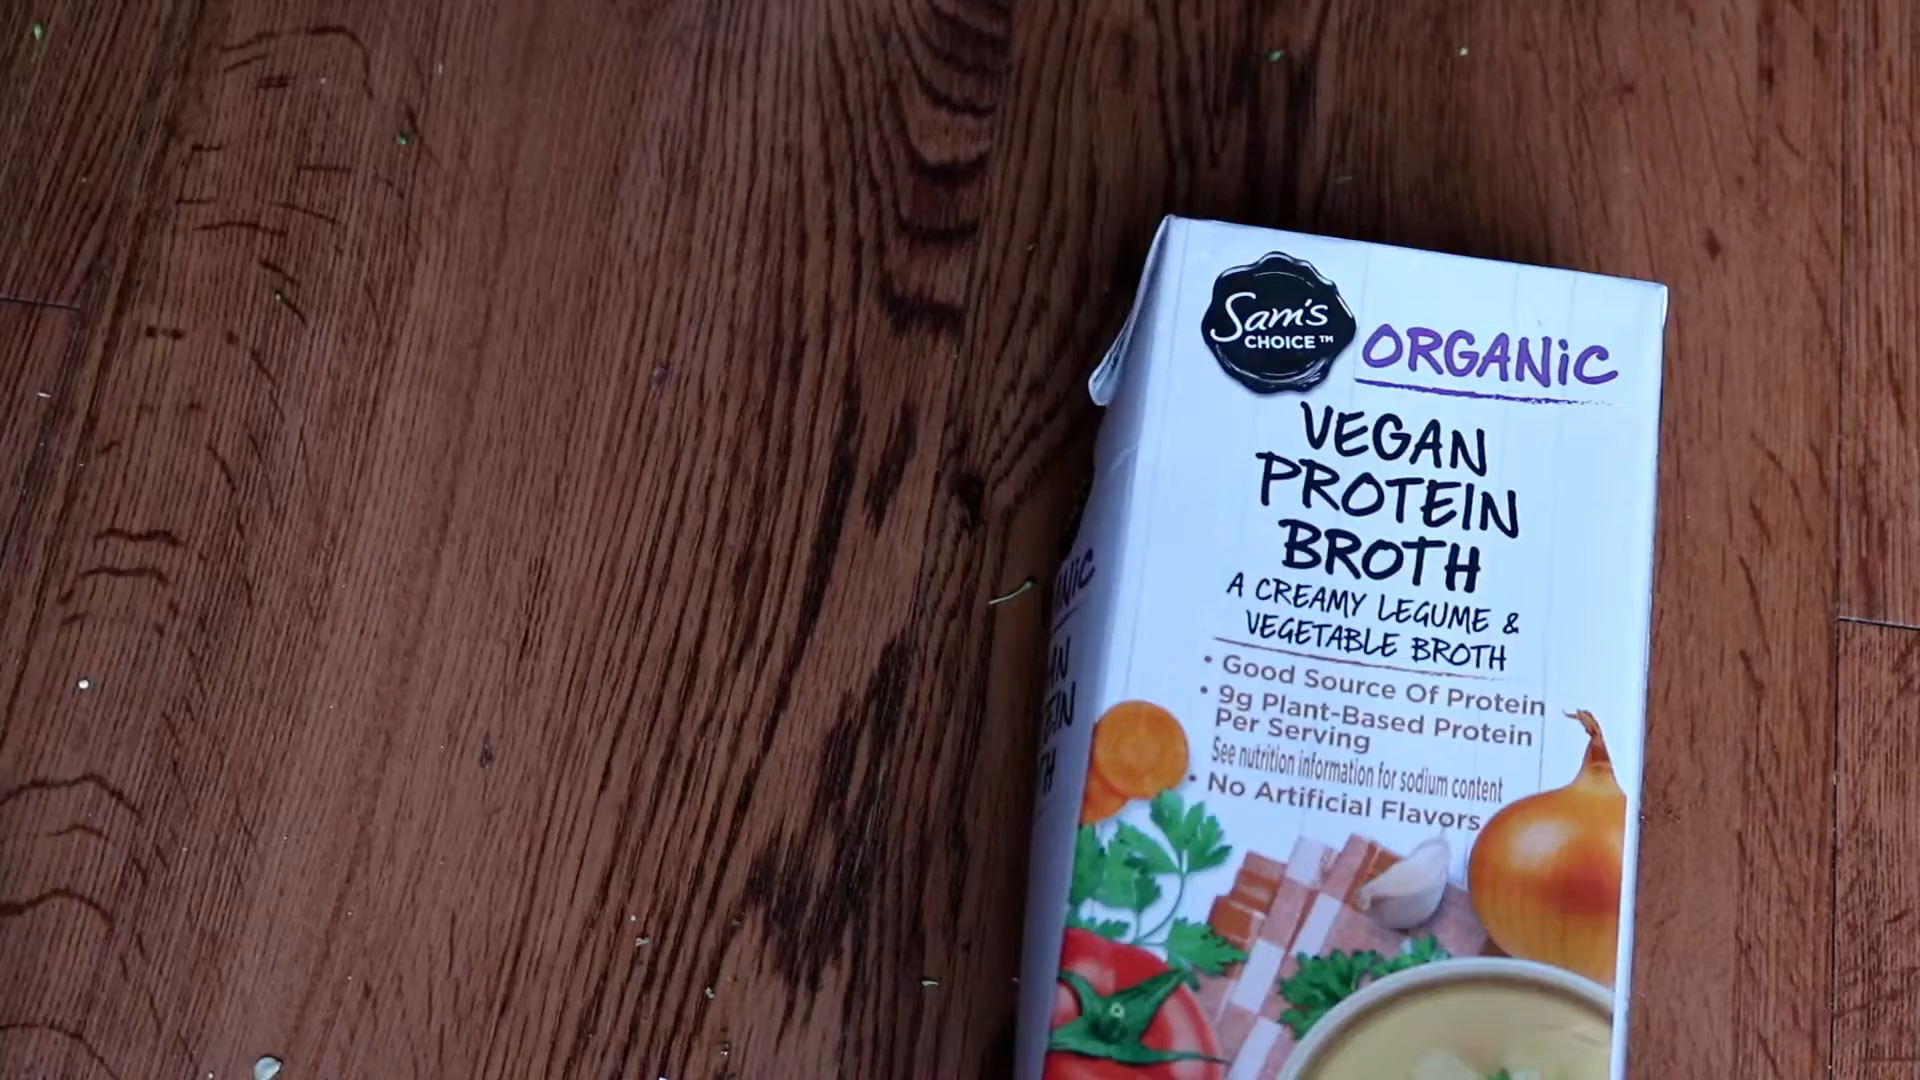 Sam's
CHOICE™
ORGANiC
VEGAN
PROTEIN
BROTH
A CREAMY LEGUME &
VEGETABLE BROTH
• Good Source Of Protein
• 9g Plant-Based Protein
Per Serving
See nutrition information for sodium content
• No Artificial Flavors